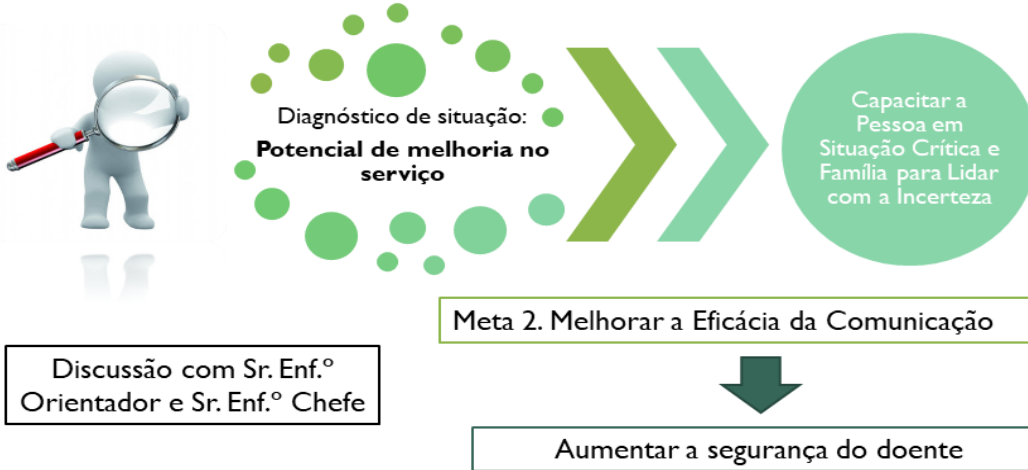 Diagnóstico de situação:
Potencial de melhoria no
serviço
Capacitar a
Pessoa em
Situação Crítica e
Família para Lidar
com a Incerteza
Meta 2. Melhorar a Eficácia da Comunicação
Discussão com Sr. Enf.º
Orientador e Sr. Enf.º Chefe
Aumentar a segurança do doente